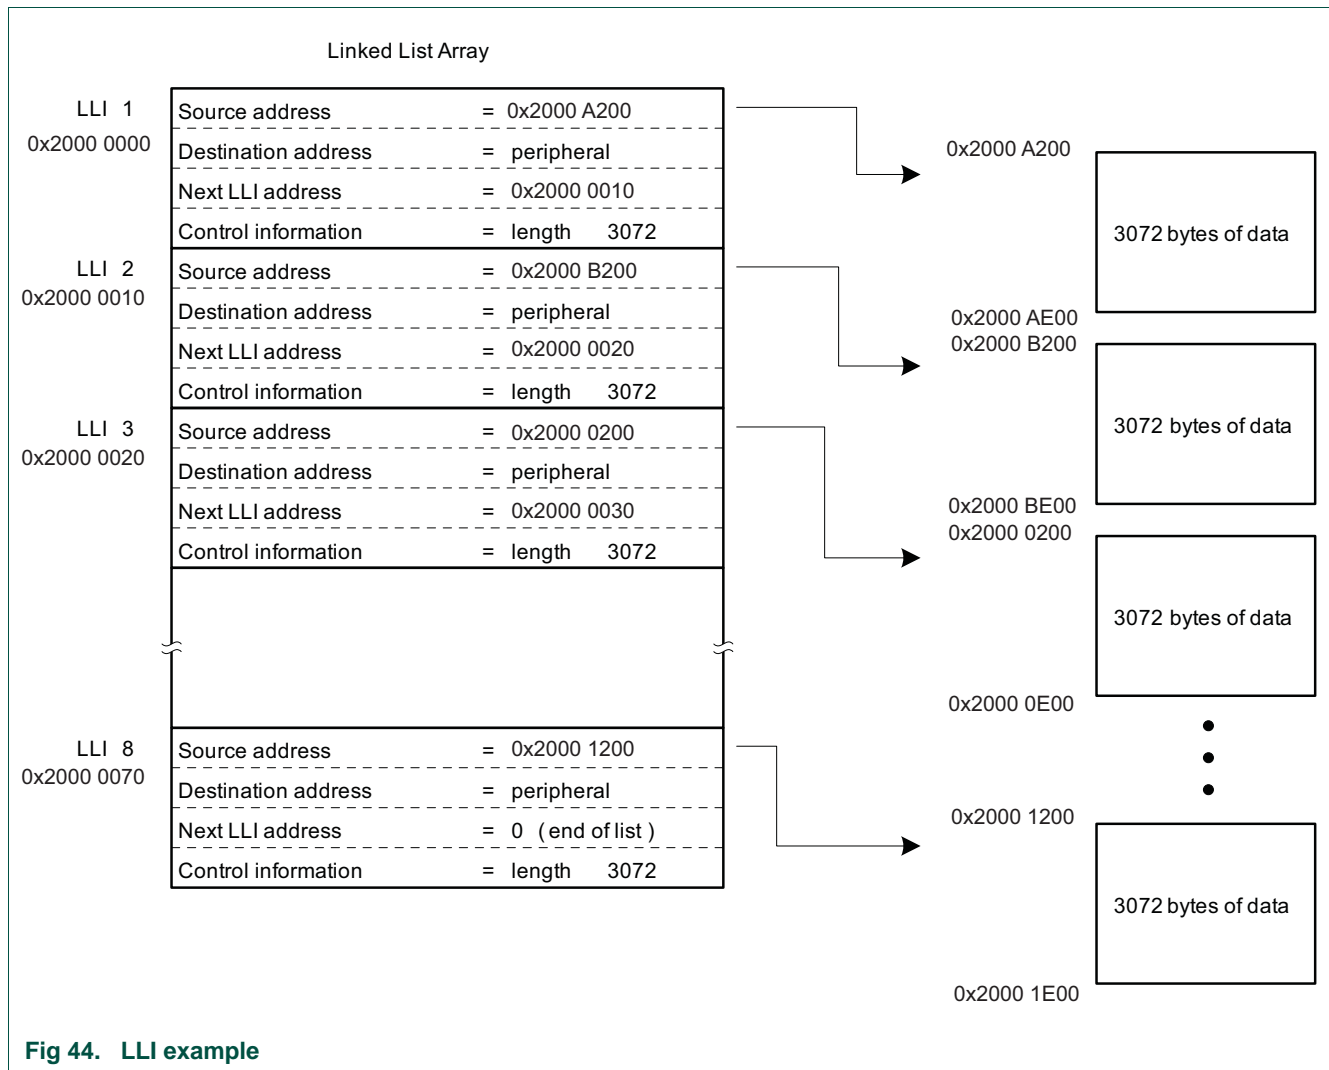 Linked List Array
LLI 1
0x2000 0000
Source address = 0x2000 A200
Destination address = peripheral
Next LLI address = 0x2000 0010
Control information = length 3072
LLI 2
0x2000 0010
Source address = 0x2000 B200
Destination address = peripheral
Next LLI address = 0x2000 0020
Control information = length 3072
LLI 3
0x2000 0020
Source address = 0x2000 0200
Destination address = peripheral
Next LLI address = 0x2000 0030
Control information = length 3072
LLI 8
0x2000 0070
Source address = 0x2000 1200
Destination address = peripheral
Next LLI address = 0 (end of list)
Control information = length 3072
0x2000 A200
3072 bytes of data
0x2000 AE00
0x2000 B200
3072 bytes of data
0x2000 BE00
0x2000 0200
3072 bytes of data
0x2000 0E00
0x2000 1200
3072 bytes of data
0x2000 1E00
Fig 44. LLI example